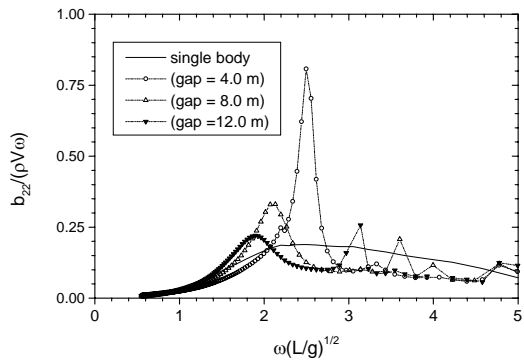 b₂₂/(ρVω)
1.00
0.75
0.50
0.25
0.00
single body
(gap = 4.0 m)
(gap = 8.0 m)
(gap =12.0 m)
0 1 2 3 4 5
ω(L/g)^1/2